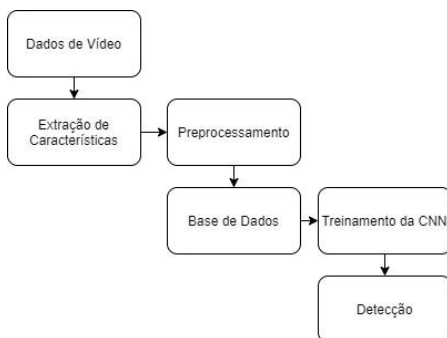 Dados de Vídeo
Extração de
Características
Preprocessamento
Base de Dados
Treinamento da CNN
Detecção